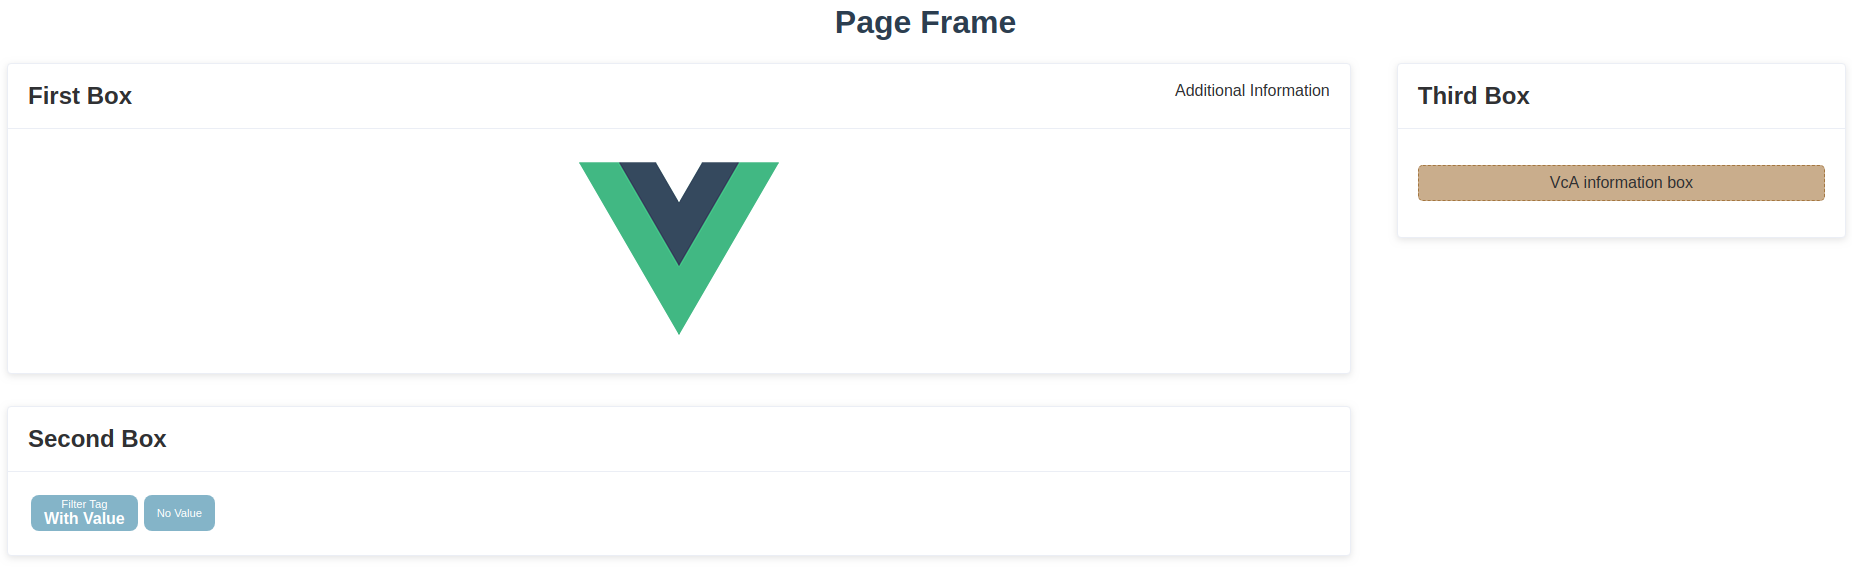 Page Frame
First Box
Additional Information
Third Box
VcA information box
Second Box
Filter Tag
With Value
No Value